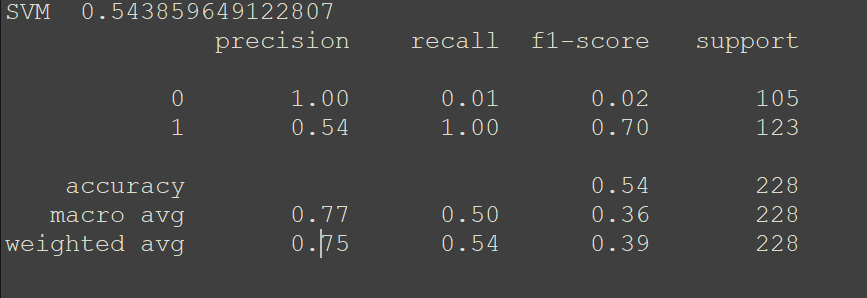 SVM 0.543859649122807
precision recall f1-score support
0 1.00 0.01 0.02 105
1 0.54 1.00 0.70 123
accuracy 0.54 228
macro avg 0.77 0.50 0.36 228
weighted avg 0.75 0.54 0.39 228